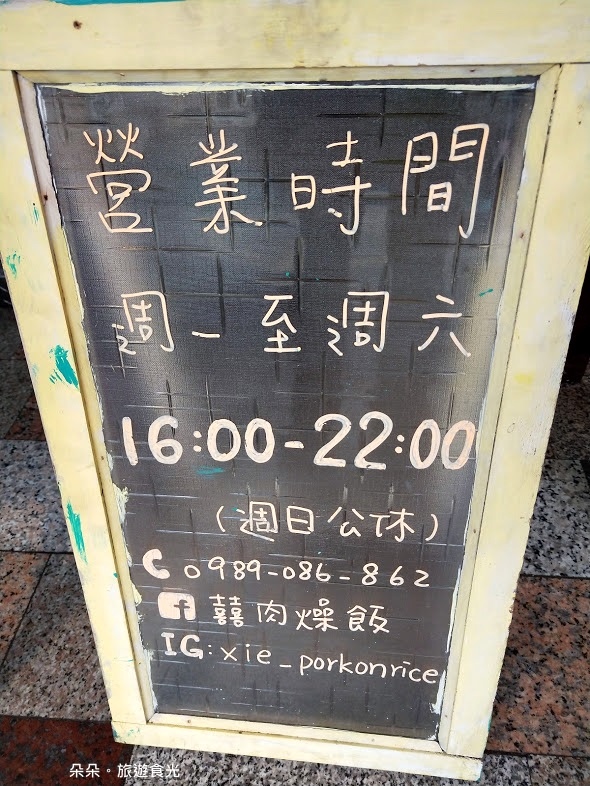 營業時間
週一至週六
16:00-22:00
(週日公休)
0989-086-862
囍肉燥飯
IG:xie_porkonrice
朵朵。旅遊食光